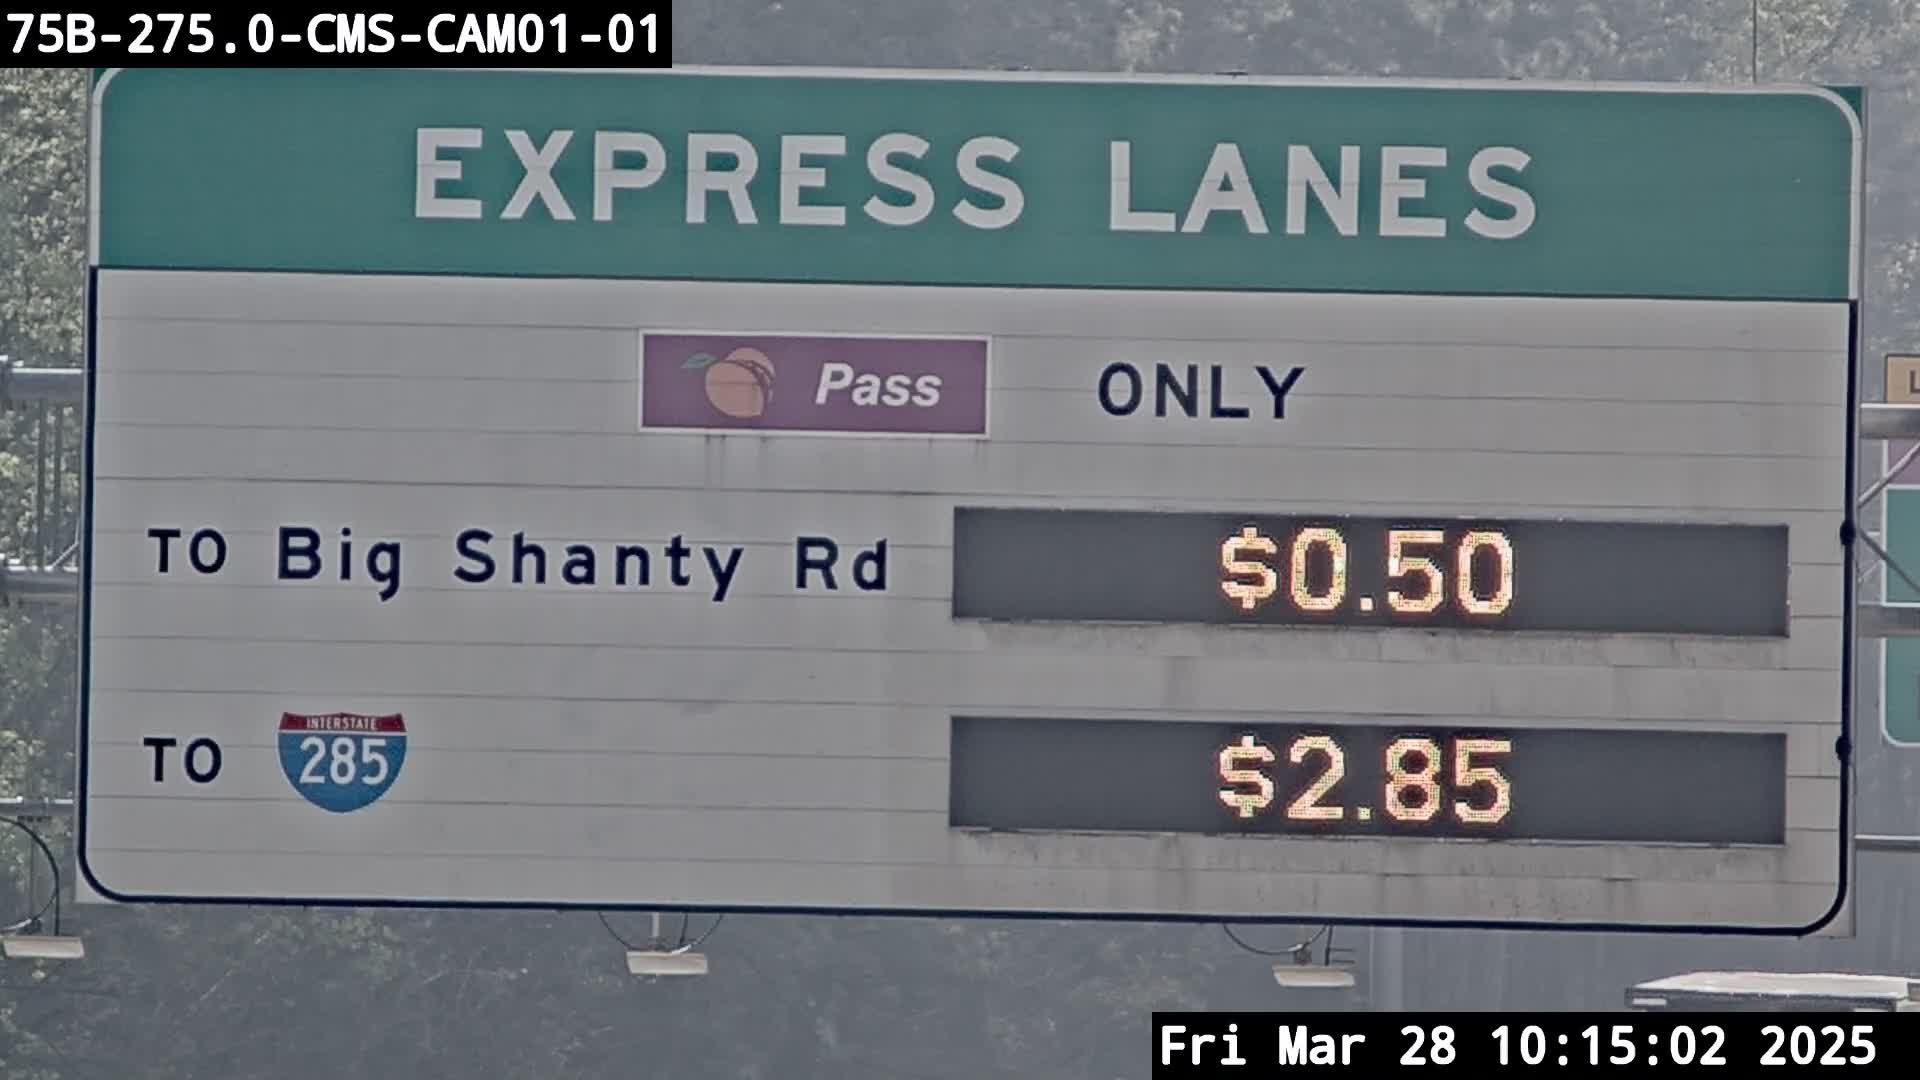 75B-275.0-CMS-CAM01-01
EXPRESS LANES
Pass ONLY
TO Big Shanty Rd $0.50
TO INTERSTATE 285 $2.85
Fri Mar 28 10:15:02 2025